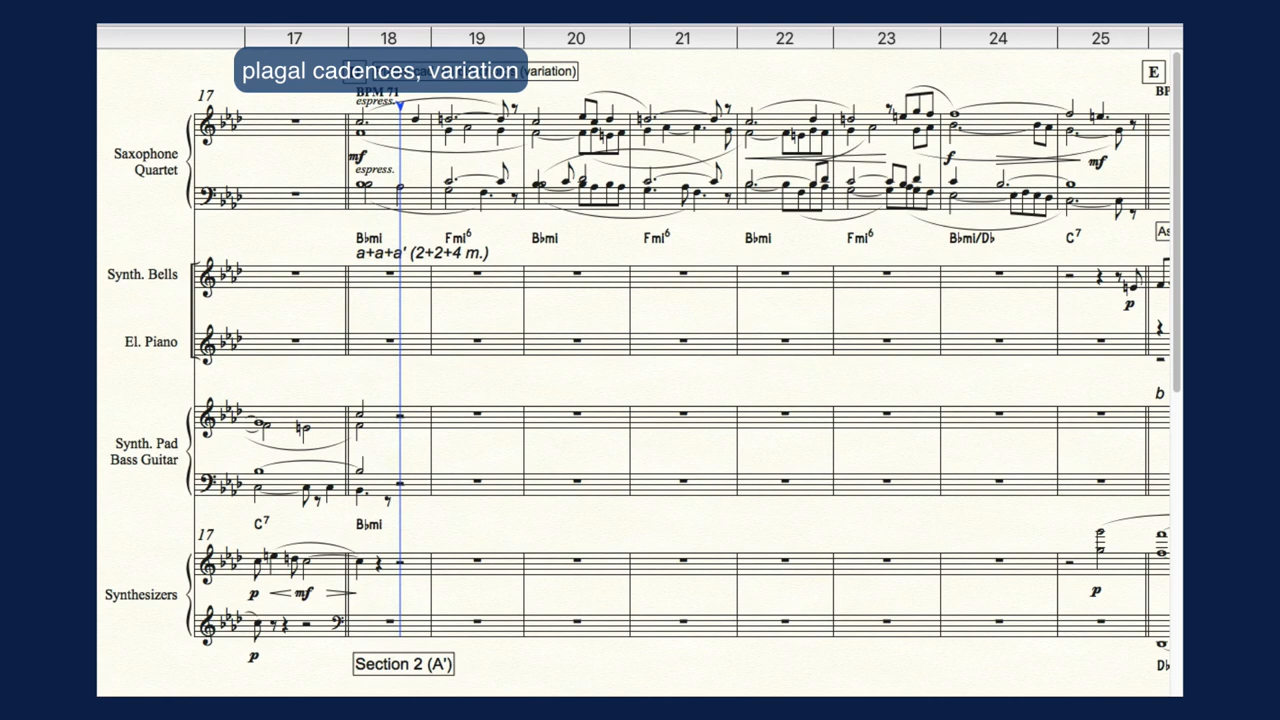 17 18 19 20 21 22 23 24 25
plagal cadences, variation
(variation)
E
17
BPM 71
espress.
Saxophone
Quartet
mf
f
mf
espress.
B♭mi Fmi6 B♭mi Fmi6 B♭mi Fmi6 B♭mi/D♭ C7
As
a+a+a' (2+2+4 m.)
Synth. Bells
p
El. Piano
b
Synth. Pad
Bass Guitar
C7 B♭mi
17
Synthesizers
p mf
p
p
Section 2 (A')
D♭